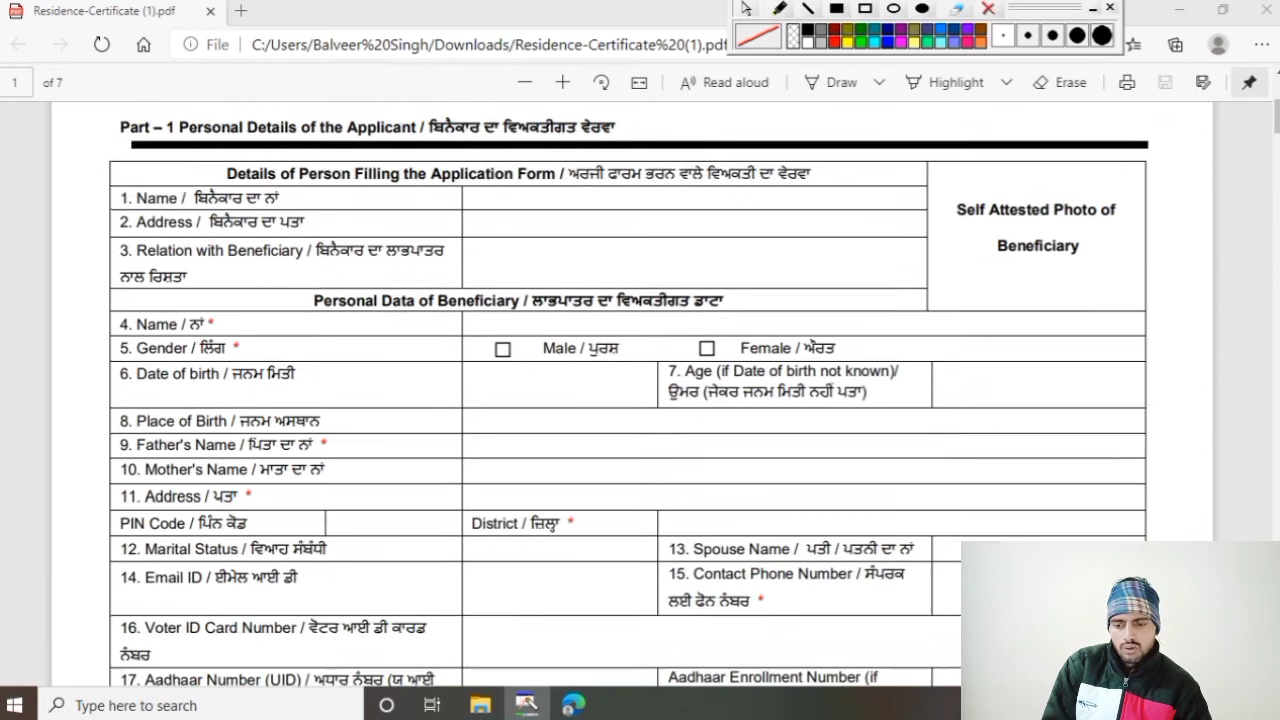 Residence-Certificate (1).pdf
File
C:/Users/Balveer%20Singh/Downloads/Residence-Certificate%20(1).pdf
1 of 7
Read aloud
Draw
Highlight
Erase
Part – 1 Personal Details of the Applicant / ਬਿਨੈਕਾਰ ਦਾ ਵਿਅਕਤੀਗਤ ਵੇਰਵਾ
Details of Person Filling the Application Form / ਅਰਜੀ ਫਾਰਮ ਭਰਨ ਵਾਲੇ ਵਿਅਕਤੀ ਦਾ ਵੇਰਵਾ
Self Attested Photo of
Beneficiary
1. Name / ਬਿਨੈਕਾਰ ਦਾ ਨਾਂ
2. Address / ਬਿਨੈਕਾਰ ਦਾ ਪਤਾ
3. Relation with Beneficiary / ਬਿਨੈਕਾਰ ਦਾ ਲਾਭਪਾਤਰ
ਨਾਲ ਰਿਸ਼ਤਾ
Personal Data of Beneficiary / ਲਾਭਪਾਤਰ ਦਾ ਵਿਅਕਤੀਗਤ ਡਾਟਾ
4. Name / ਨਾਂ *
5. Gender / ਲਿੰਗ *
Male / ਪੁਰਸ਼
Female / ਔਰਤ
6. Date of birth / ਜਨਮ ਮਿਤੀ
7. Age (if Date of birth not known)/
ਉਮਰ (ਜੇਕਰ ਜਨਮ ਮਿਤੀ ਨਹੀਂ ਪਤਾ)
8. Place of Birth / ਜਨਮ ਅਸਥਾਨ
9. Father's Name / ਪਿਤਾ ਦਾ ਨਾਂ *
10. Mother's Name / ਮਾਤਾ ਦਾ ਨਾਂ
11. Address / ਪਤਾ *
PIN Code / ਪਿੰਨ ਕੋਡ
District / ਜ਼ਿਲ੍ਹਾ *
12. Marital Status / ਵਿਆਹ ਸੰਬੰਧੀ
13. Spouse Name / ਪਤੀ / ਪਤਨੀ ਦਾ ਨਾਂ
14. Email ID / ਈਮੇਲ ਆਈ ਡੀ
15. Contact Phone Number / ਸੰਪਰਕ
ਲਈ ਫੋਨ ਨੰਬਰ *
16. Voter ID Card Number / ਵੋਟਰ ਆਈ ਡੀ ਕਾਰਡ
ਨੰਬਰ
17. Aadhaar Number (UID) / ਅਧਾਰ ਨੰਬਰ (ਯੂ ਆਈ
Aadhaar Enrollment Number (if
Type here to search